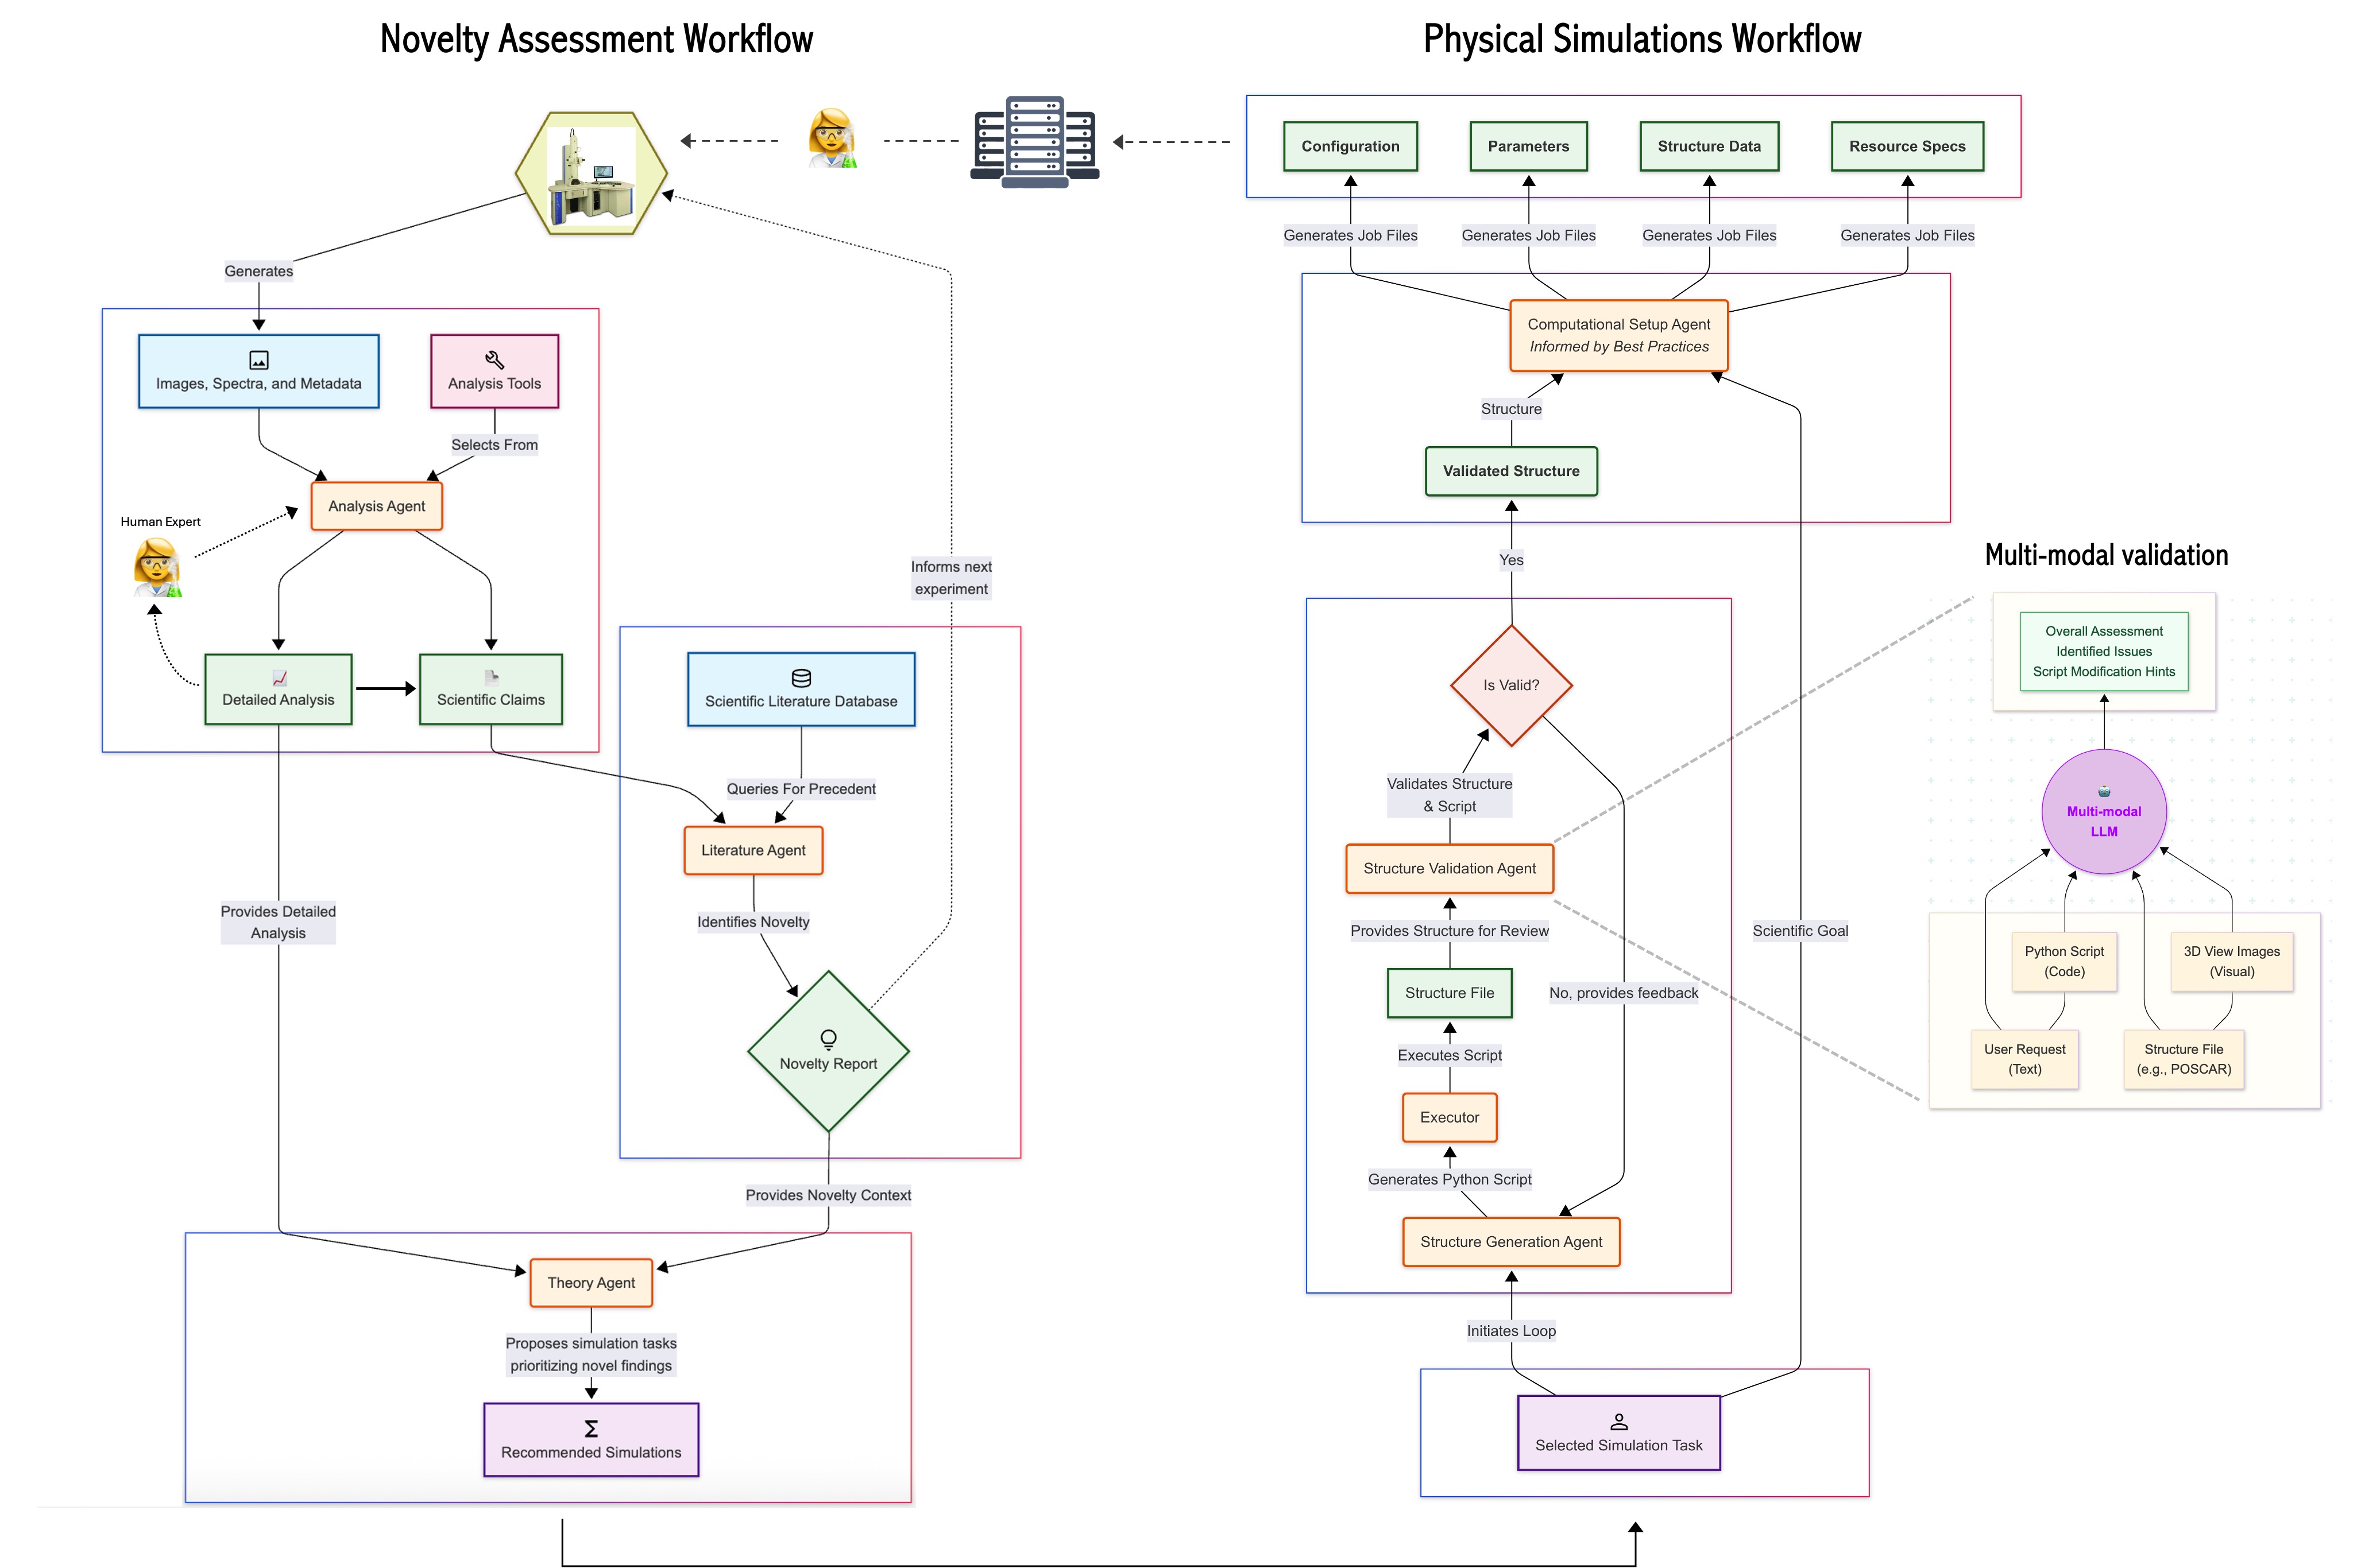 Novelty Assessment Workflow
Generates
Images, Spectra, and Metadata
Analysis Tools
Selects From
Analysis Agent
Human Expert
Detailed Analysis
Scientific Claims
Scientific Literature Database
Queries For Precedent
Literature Agent
Identifies Novelty
Novelty Report
Informs next
experiment
Provides Detailed
Analysis
Provides Novelty Context
Theory Agent
Proposes simulation tasks
prioritizing novel findings
Σ
Recommended Simulations
Physical Simulations Workflow
Configuration
Parameters
Structure Data
Resource Specs
Generates Job Files
Generates Job Files
Generates Job Files
Generates Job Files
Computational Setup Agent
Informed by Best Practices
Structure
Validated Structure
Yes
Is Valid?
Validates Structure
& Script
Structure Validation Agent
Provides Structure for Review
Structure File
No, provides feedback
Executes Script
Executor
Generates Python Script
Structure Generation Agent
Scientific Goal
Initiates Loop
Selected Simulation Task
Multi-modal validation
Overall Assessment
Identified Issues
Script Modification Hints
Multi-modal
LLM
Python Script
(Code)
3D View Images
(Visual)
User Request
(Text)
Structure File
(e.g., POSCAR)